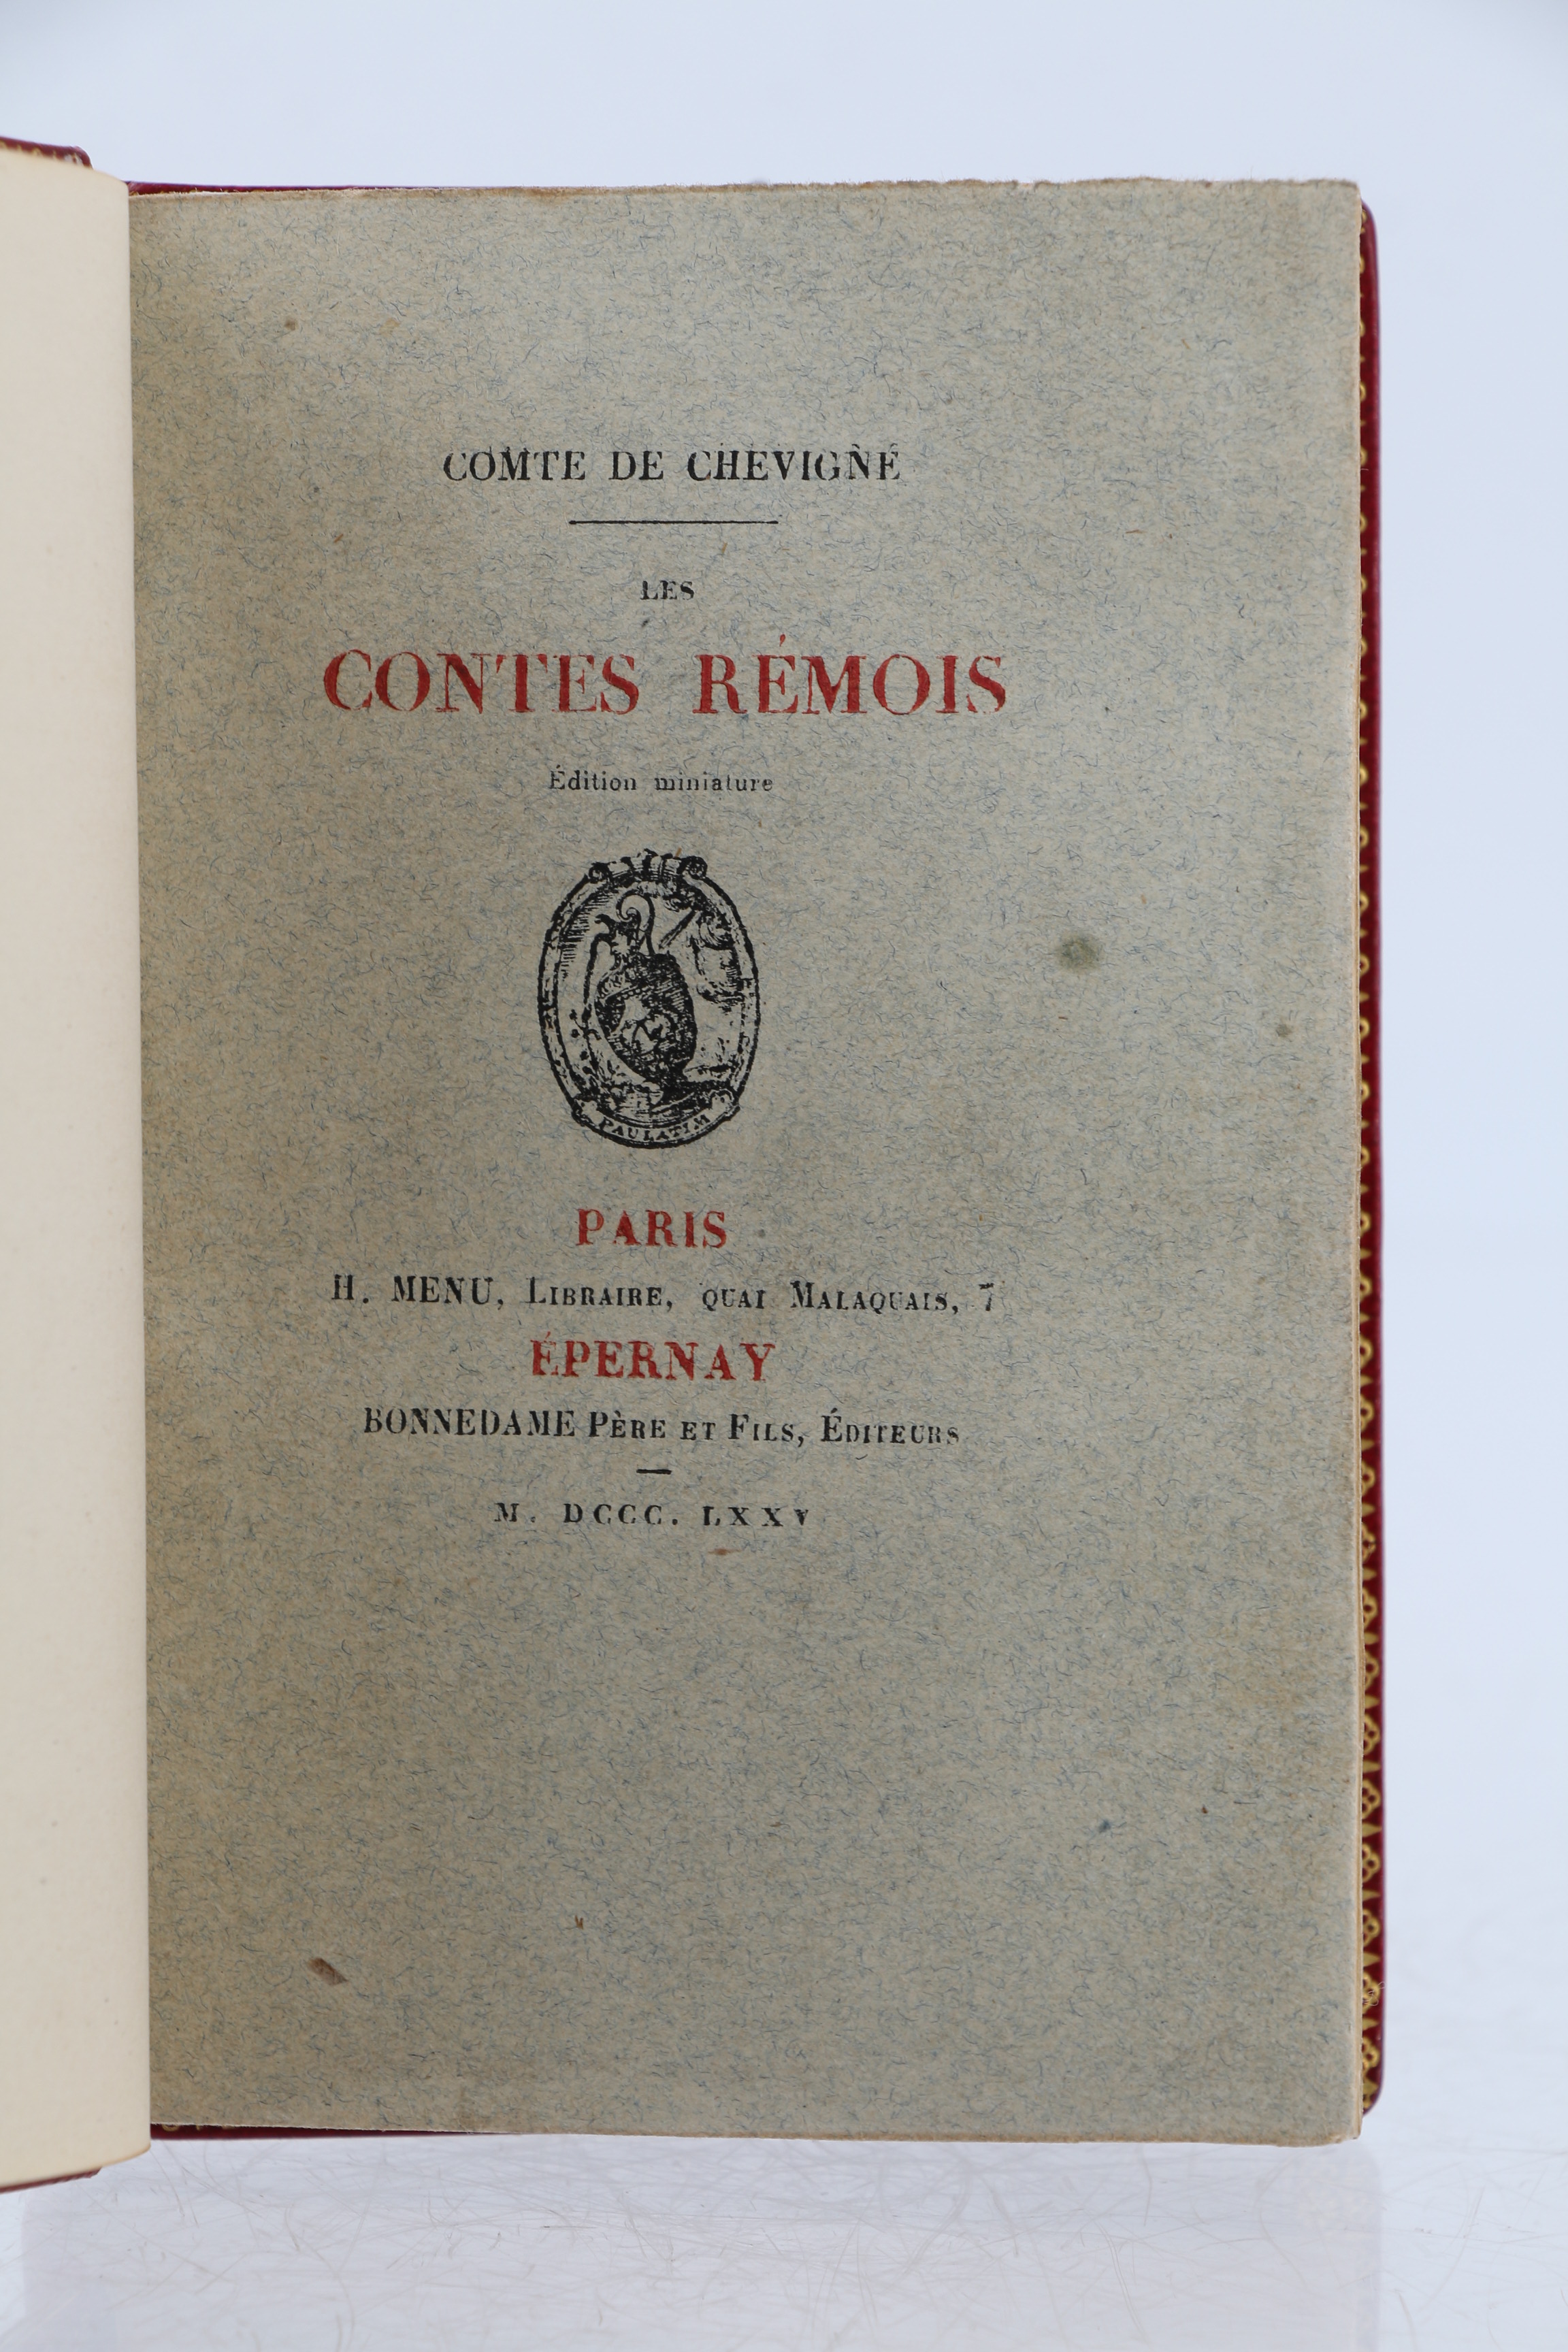 COMTE DE CHEVIGNÉ
LES
CONTES RÉMOIS
Édition miniature
PAULATIM
PARIS
H. MENU, LIBRAIRE, QUAI MALAQUAIS, 7
ÉPERNAY
BONNEDAME PÈRE ET FILS, ÉDITEURS
M. DCCC. LXXV